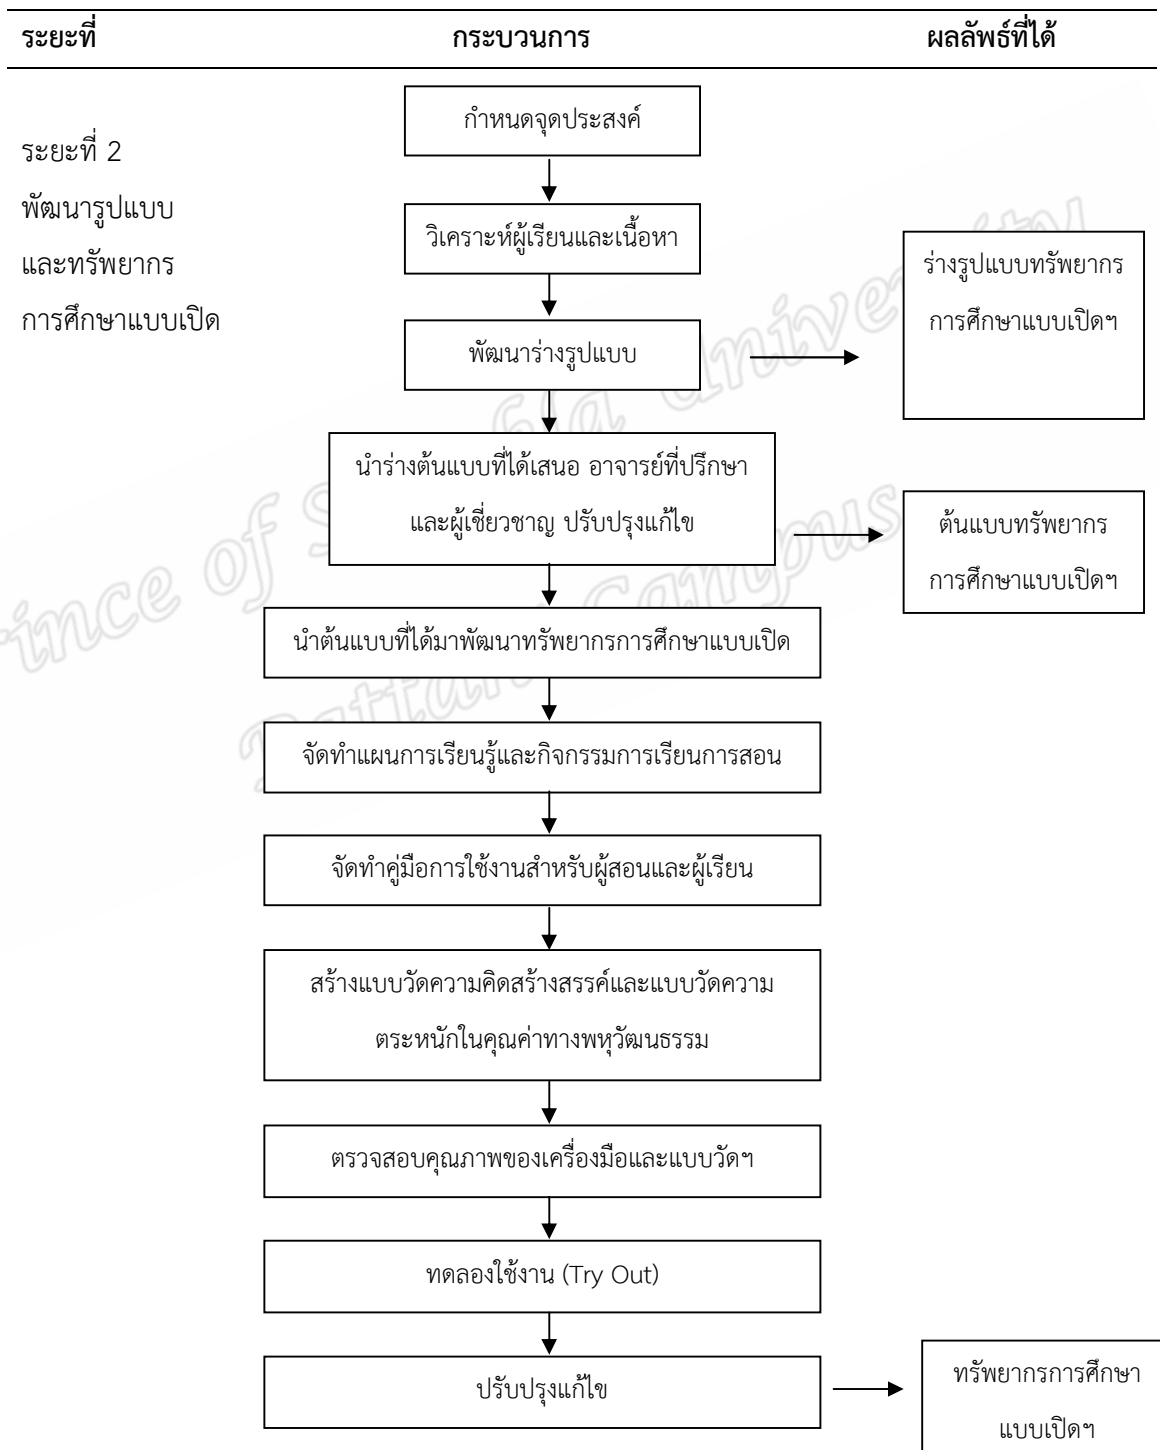 ระยะที่ กระบวนการ ผลลัพธ์ที่ได้
ระยะที่ 2
พัฒนารูปแบบ
และทรัพยากร
การศึกษาแบบเปิด
กำหนดจุดประสงค์
วิเคราะห์ผู้เรียนและเนื้อหา
พัฒนาร่างรูปแบบ
ร่างรูปแบบทรัพยากร
การศึกษาแบบเปิดฯ
นำร่างต้นแบบที่ได้เสนอ อาจารย์ที่ปรึกษา
และผู้เชี่ยวชาญ ปรับปรุงแก้ไข
ต้นแบบทรัพยากร
การศึกษาแบบเปิดฯ
นำต้นแบบที่ได้มาพัฒนาทรัพยากรการศึกษาแบบเปิด
จัดทำแผนการเรียนรู้และกิจกรรมการเรียนการสอน
จัดทำคู่มือการใช้งานสำหรับผู้สอนและผู้เรียน
สร้างแบบวัดความคิดสร้างสรรค์และแบบวัดความ
ตระหนักในคุณค่าทางพหุวัฒนธรรม
ตรวจสอบคุณภาพของเครื่องมือและแบบวัดฯ
ทดลองใช้งาน (Try Out)
ปรับปรุงแก้ไข
ทรัพยากรการศึกษา
แบบเปิดฯ